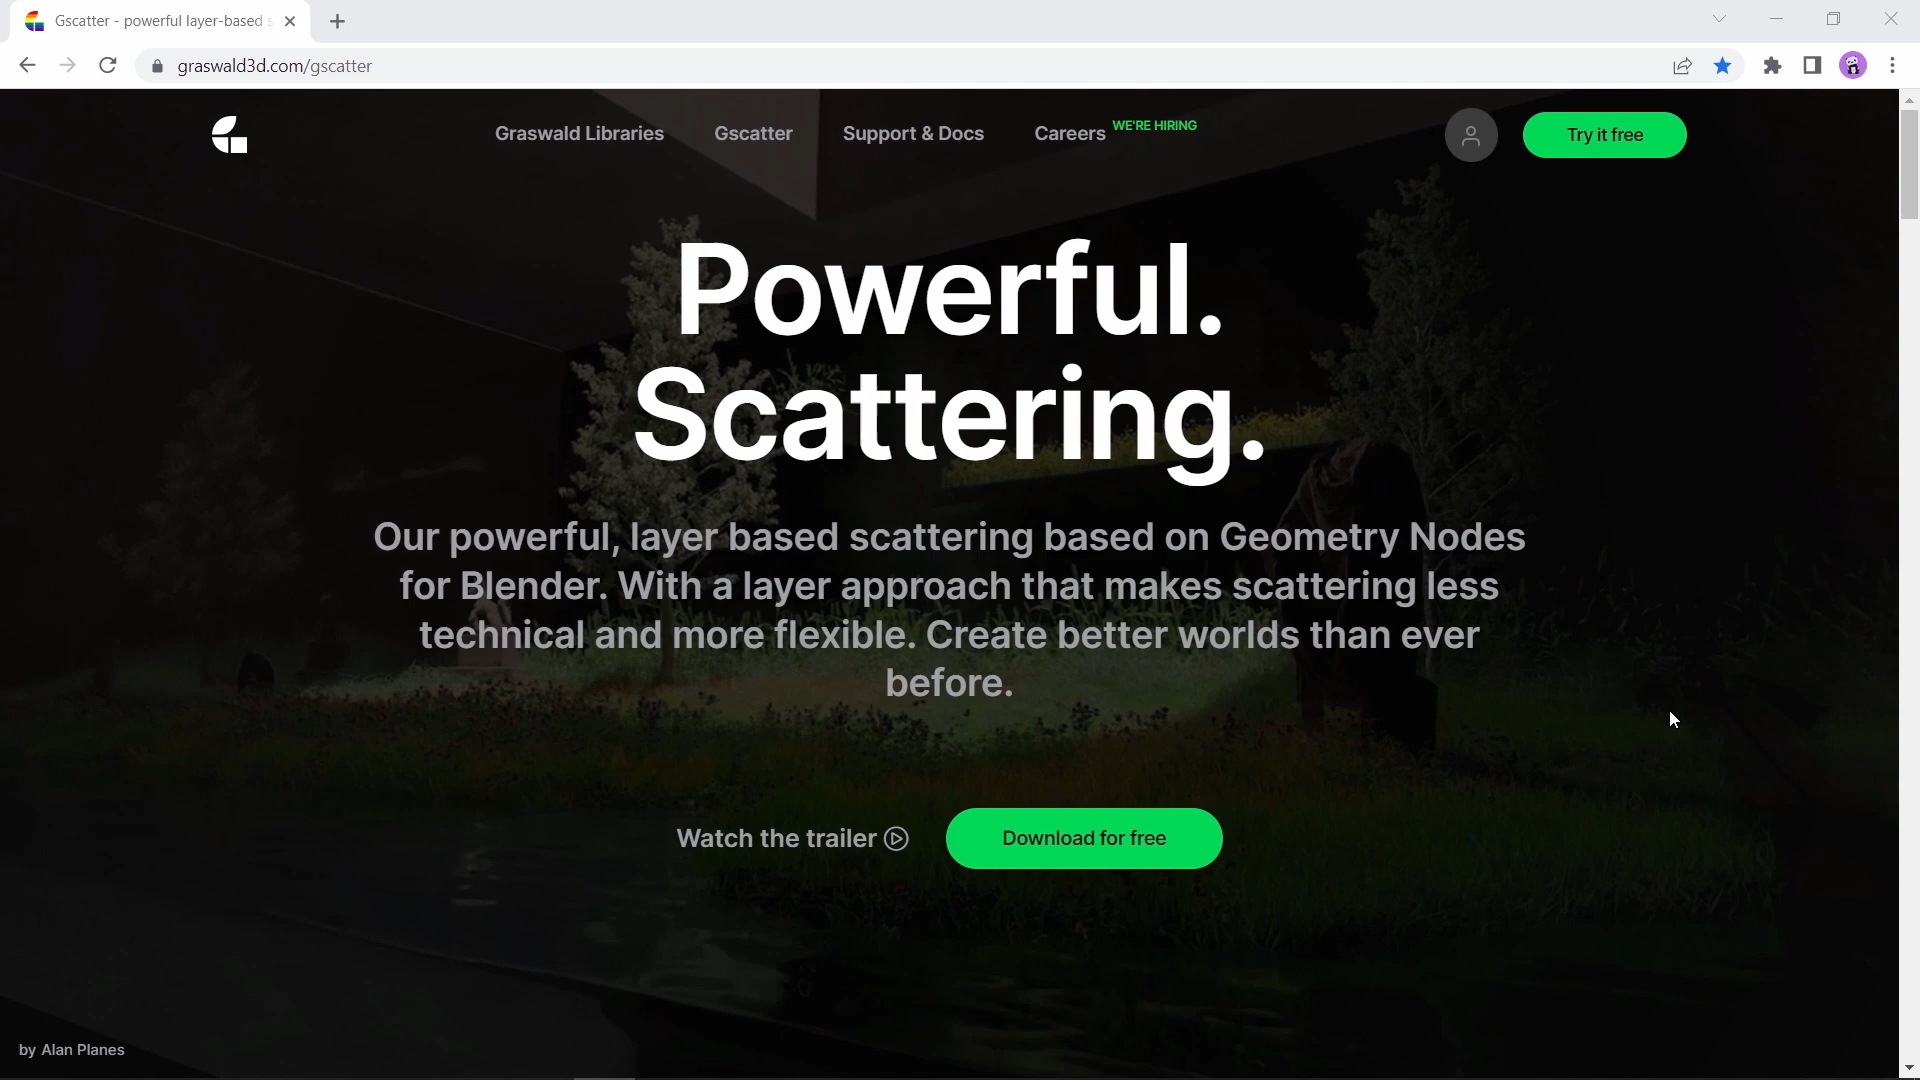 Gscatter - powerful layer-based s
graswald3d.com/gscatter
Graswald Libraries
Gscatter
Support & Docs
Careers
WE'RE HIRING
Try it free
Powerful.
Scattering.
Our powerful, layer based scattering based on Geometry Nodes
for Blender. With a layer approach that makes scattering less
technical and more flexible. Create better worlds than ever
before.
Watch the trailer
Download for free
by Alan Planes